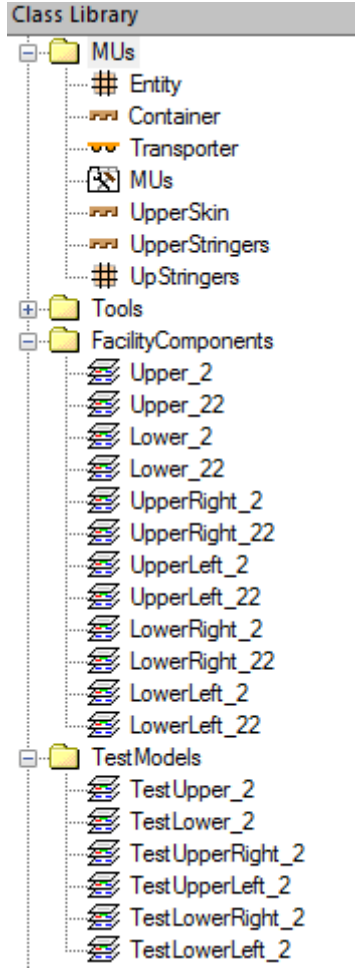 Class Library
MUs
Entity
Container
Transporter
MUs
UpperSkin
UpperStringers
UpStringers
Tools
FacilityComponents
Upper_2
Upper_22
Lower_2
Lower_22
UpperRight_2
UpperRight_22
UpperLeft_2
UpperLeft_22
LowerRight_2
LowerRight_22
LowerLeft_2
LowerLeft_22
TestModels
TestUpper_2
TestLower_2
TestUpperRight_2
TestUpperLeft_2
TestLowerRight_2
TestLowerLeft_2